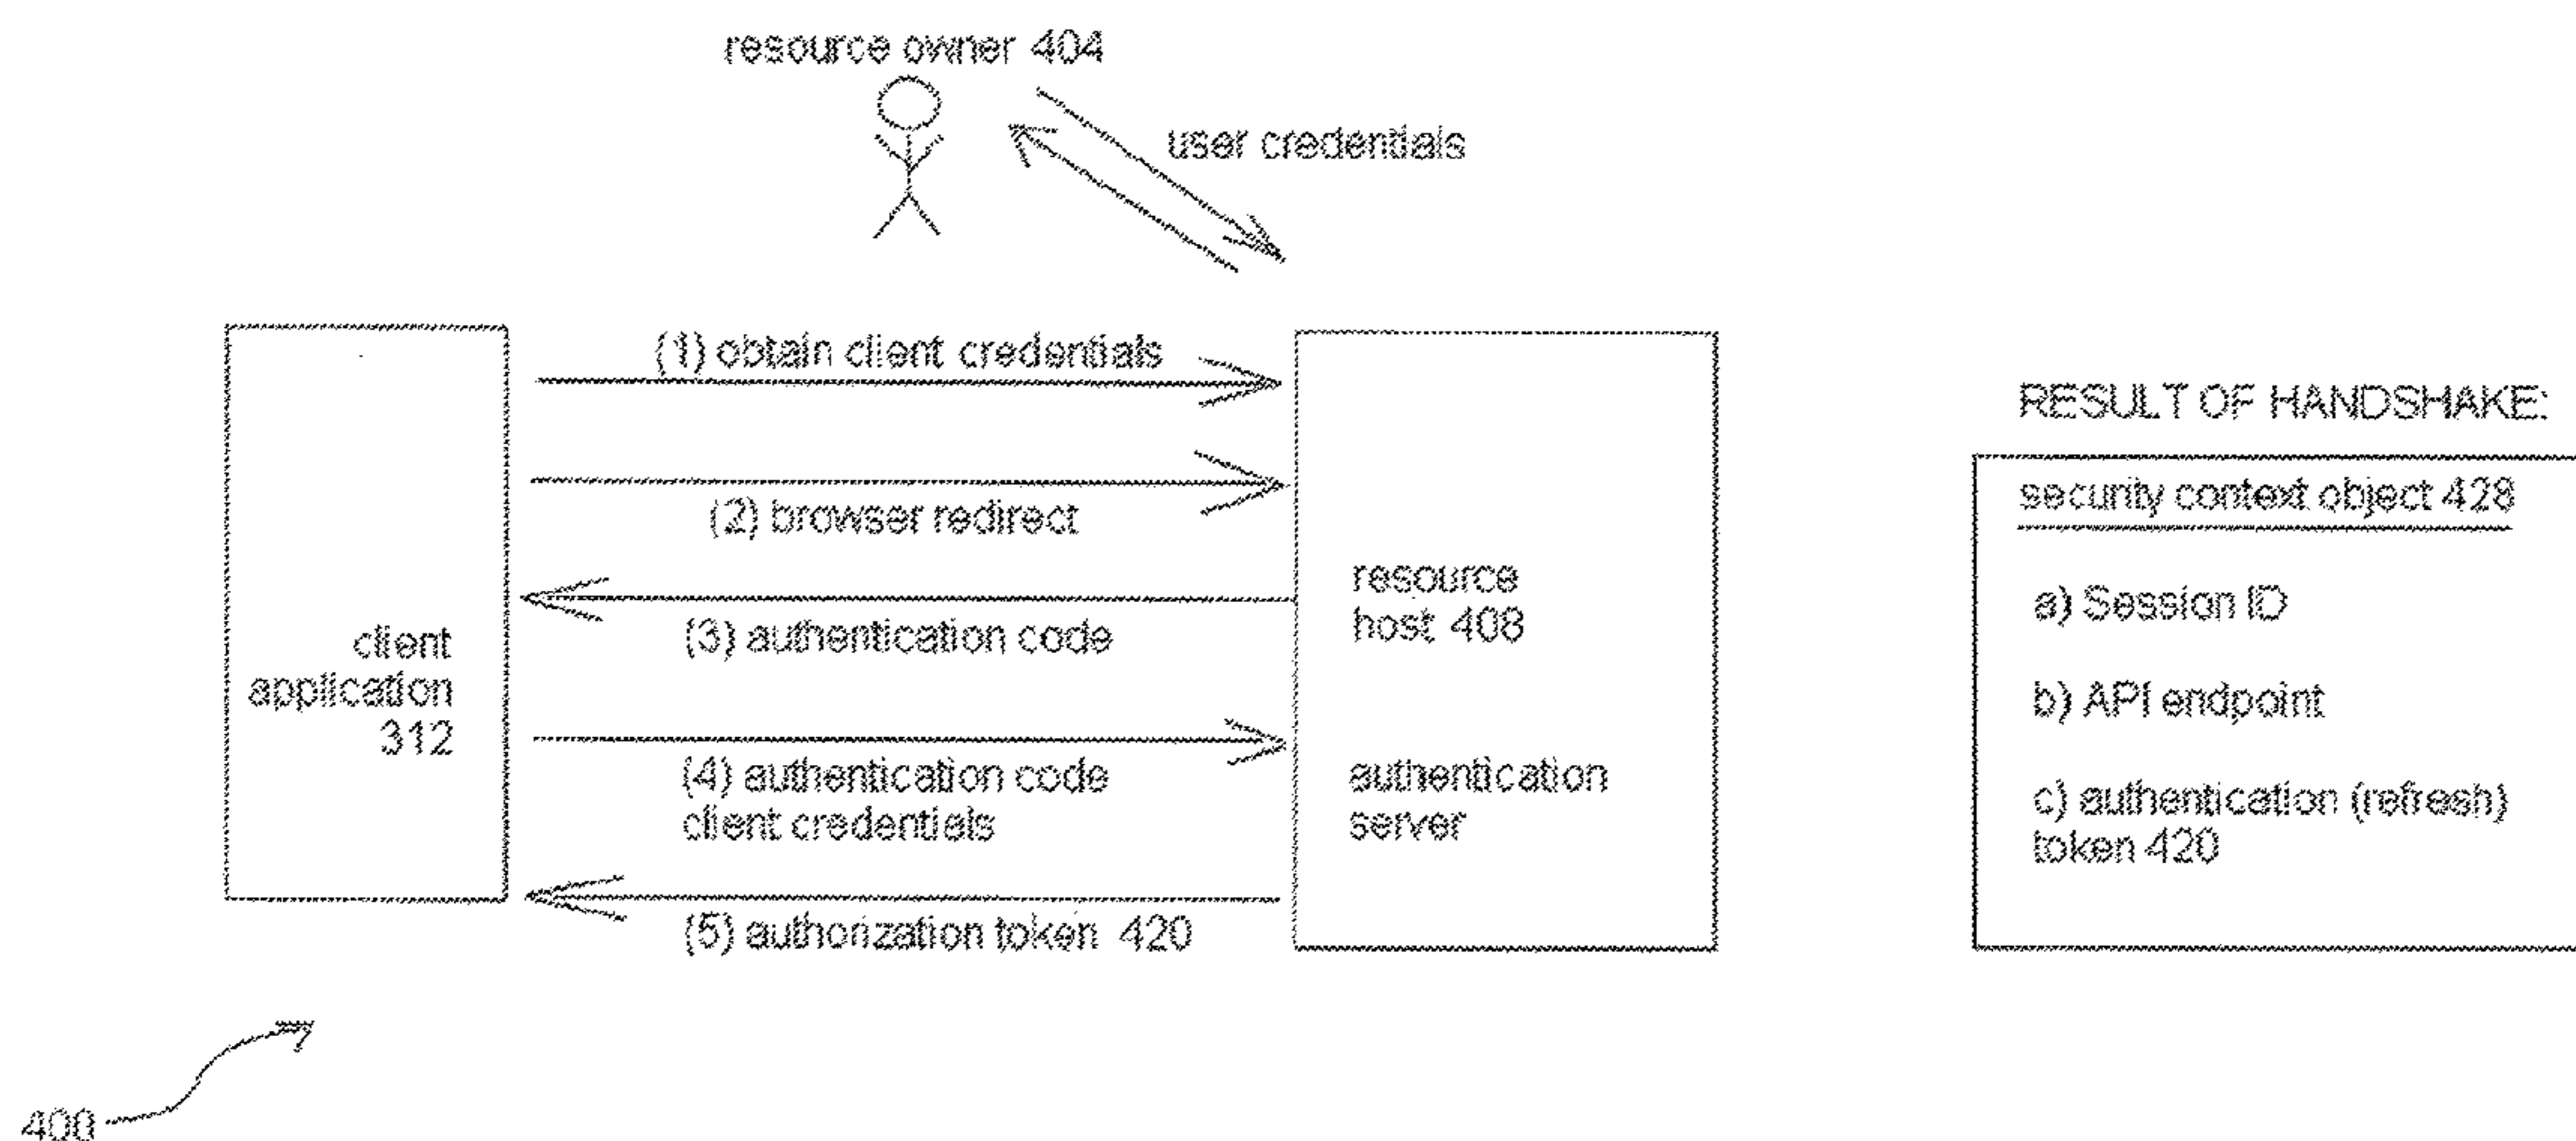 resource owner 404
user credentials
(1) obtain client credentials
(2) browser redirect
(3) authentication code
(4) authentication code
client credentials
(5) authorization token 420
client
application
312
resource
host 408
authentication
server
RESULT OF HANDSHAKE:
security context object 428
a) Session ID
b) API endpoint
c) authentication (refresh)
token 420
400